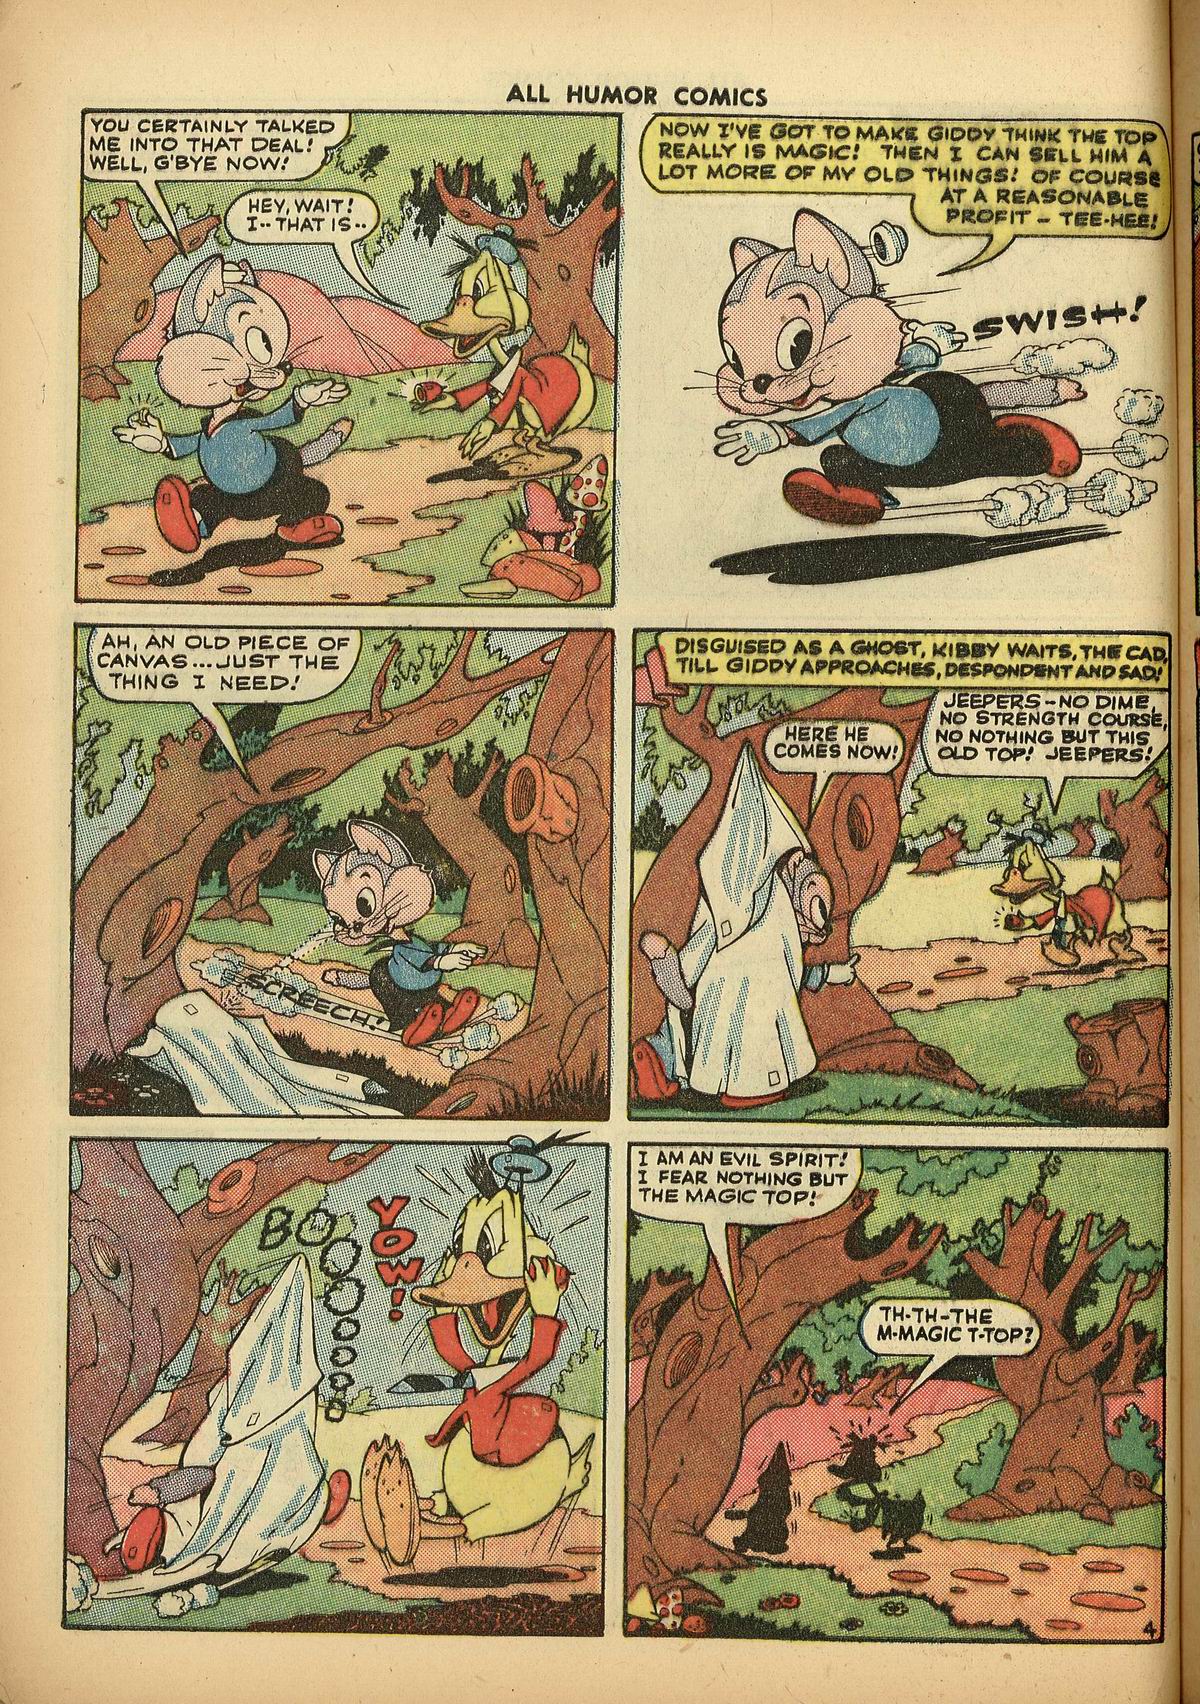 ALL HUMOR COMICS
YOU CERTAINLY TALKED
ME INTO THAT DEAL!
WELL, G'BYE NOW!
HEY, WAIT!
I-- THAT IS--
NOW I'VE GOT TO MAKE GIDDY THINK THE TOP
REALLY IS MAGIC! THEN I CAN SELL HIM A
LOT MORE OF MY OLD THINGS! OF COURSE
AT A REASONABLE
PROFIT - TEE-HEE!
SWISH!
AH, AN OLD PIECE OF
CANVAS...JUST THE
THING I NEED!
SCREECH!
DISGUISED AS A GHOST, KIBBY WAITS, THE CAD,
TILL GIDDY APPROACHES, DESPONDENT AND SAD!
HERE HE
COMES NOW!
JEEPERS - NO DIME,
NO STRENGTH COURSE,
NO NOTHING BUT THIS
OLD TOP! JEEPERS!
BOOOOOOOO
YOW!
I AM AN EVIL SPIRIT!
I FEAR NOTHING BUT
THE MAGIC TOP!
TH-TH-THE
M-MAGIC T-TOP?
4